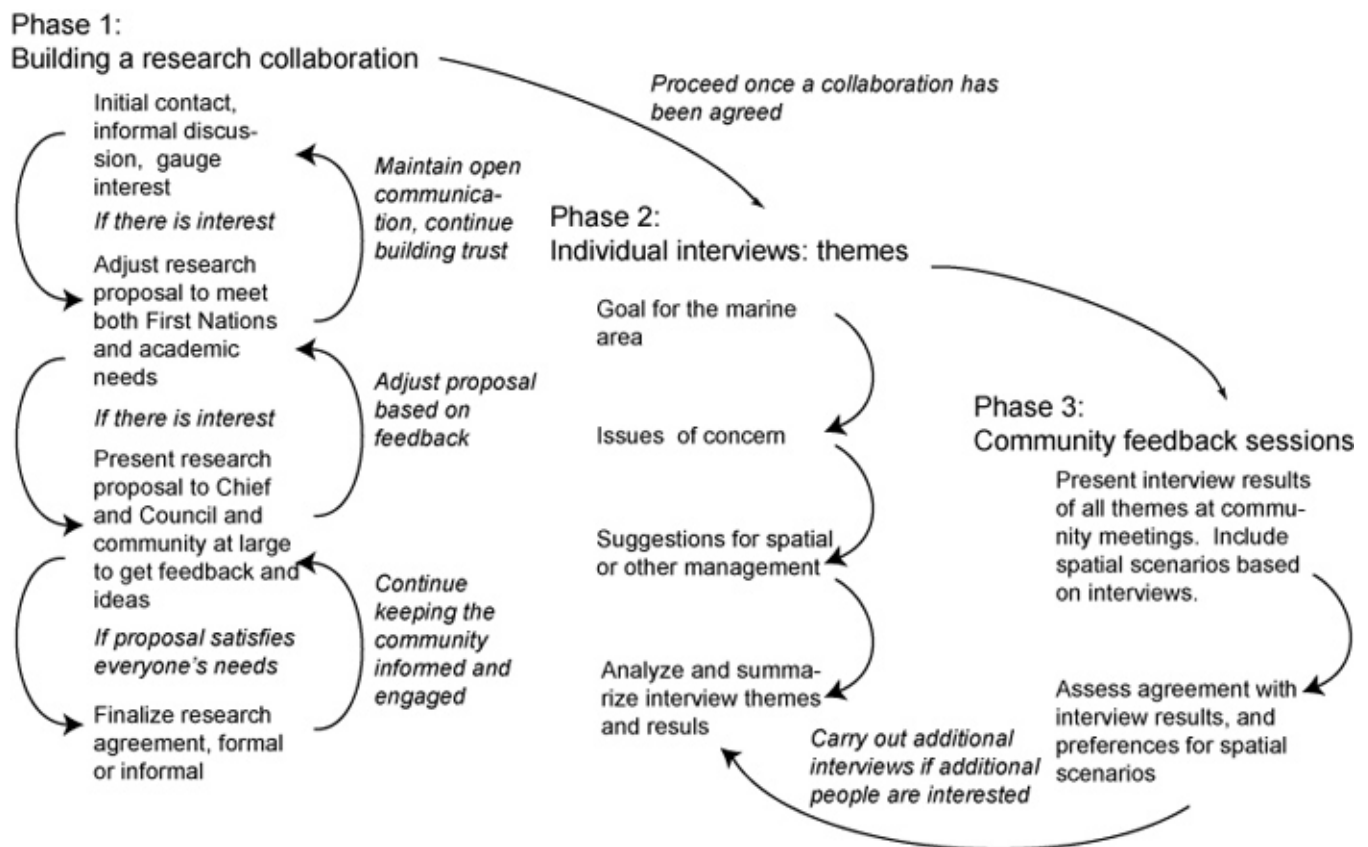 Phase 1:
Building a research collaboration
Initial contact,
informal discus-
sion, gauge
interest
If there is interest
Adjust research
proposal to meet
both First Nations
and academic
needs
If there is interest
Present research
proposal to Chief
and Council and
community at large
to get feedback and
ideas
If proposal satisfies
everyone's needs
Finalize research
agreement, formal
or informal
Maintain open
communica-
tion, continue
building trust
Adjust proposal
based on
feedback
Continue
keeping the
community
informed and
engaged
Proceed once a collaboration has
been agreed
Phase 2:
Individual interviews: themes
Goal for the marine
area
Issues of concern
Suggestions for spatial
or other management
Analyze and summa-
rize interview themes
and resuls
Phase 3:
Community feedback sessions
Present interview results
of all themes at commu-
nity meetings. Include
spatial scenarios based
on interviews.
Assess agreement with
interview results, and
preferences for spatial
scenarios
Carry out additional
interviews if additional
people are interested